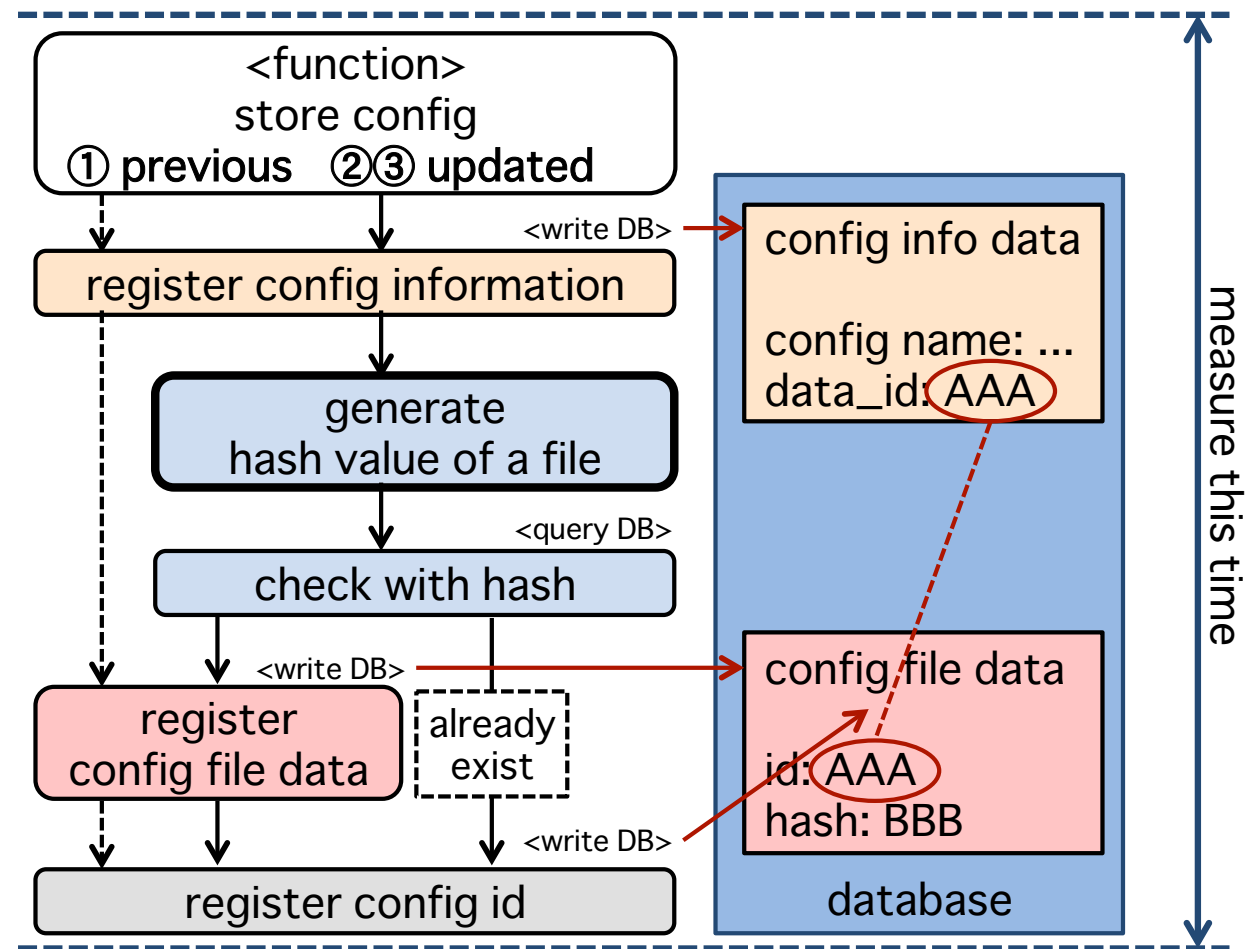 <function>
store config
① previous ②③ updated
<write DB>
register config information
generate
hash value of a file
<query DB>
check with hash
<write DB>
register
config file data
already
exist
<write DB>
register config id
config info data
config name: ...
data_id: AAA
config file data
id: AAA
hash: BBB
database
measure this time